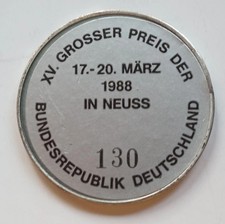 XV. GROSSER PREIS DER
17.-20. MÄRZ
1988
IN NEUSS
130
BUNDESREPUBLIK DEUTSCHLAND